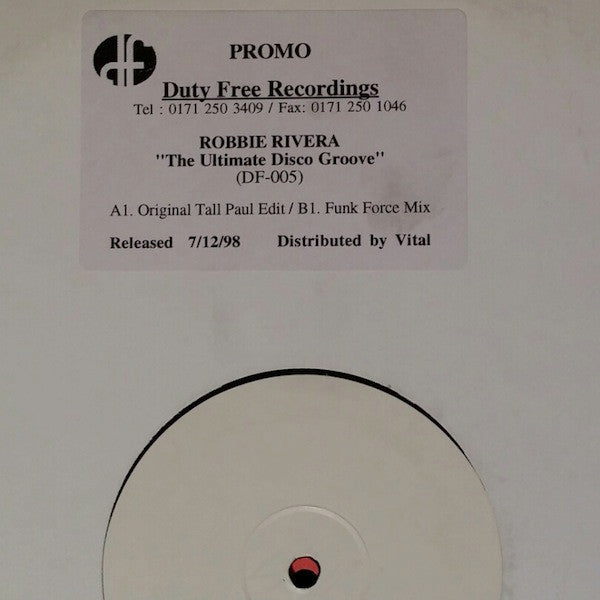 df
PROMO
Duty Free Recordings
Tel : 0171 250 3409 / Fax: 0171 250 1046
ROBBIE RIVERA
"The Ultimate Disco Groove"
(DF-005)
A1. Original Tall Paul Edit / B1. Funk Force Mix
Released 7/12/98 Distributed by Vital